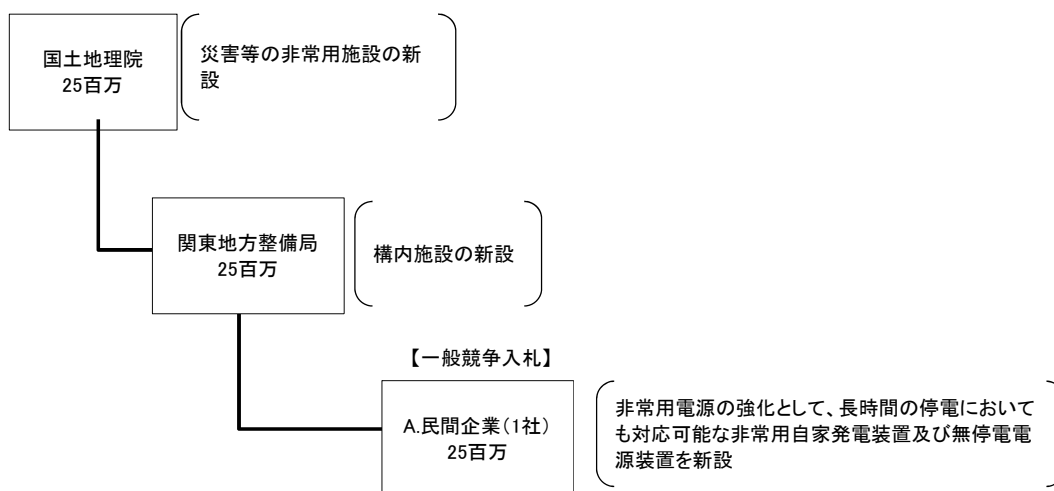 国土地理院
25百万
災害等の非常用施設の新
設
関東地方整備局
25百万
構内施設の新設
【一般競争入札】
A.民間企業(1社)
25百万
非常用電源の強化として、長時間の停電において
も対応可能な非常用自家発電装置及び無停電電
源装置を新設